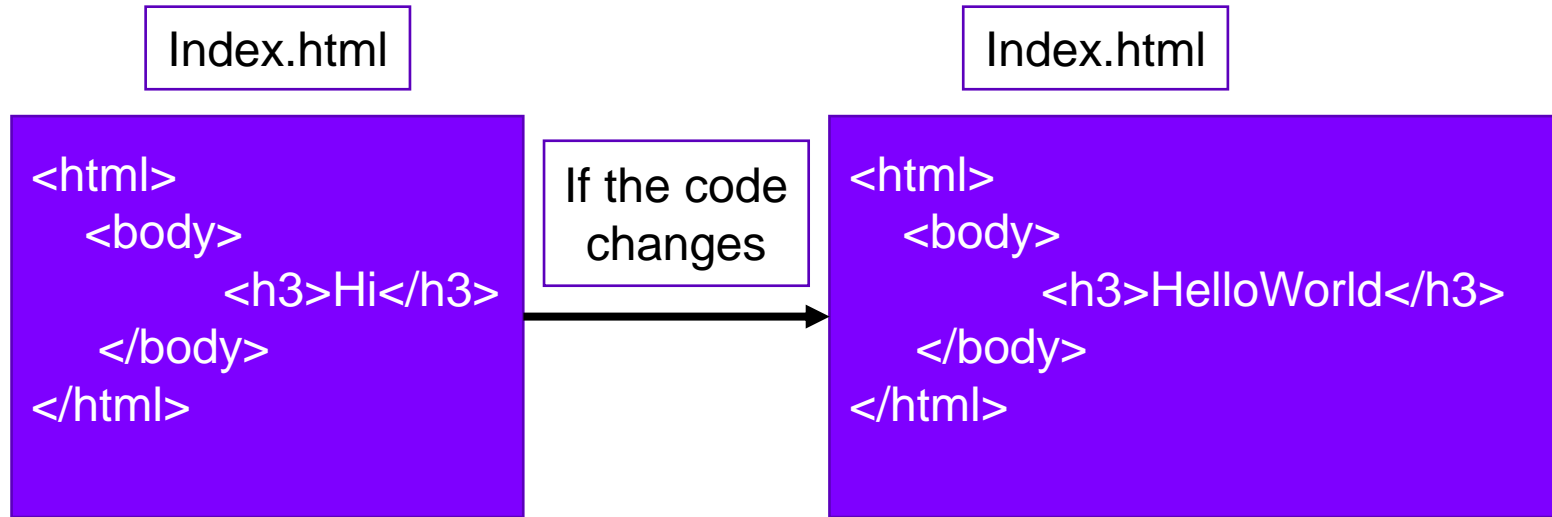 Index.html
<html>
<body>
<h3>Hi</h3>
</body>
</html>
If the code
changes
Index.html
<html>
<body>
<h3>HelloWorld</h3>
</body>
</html>